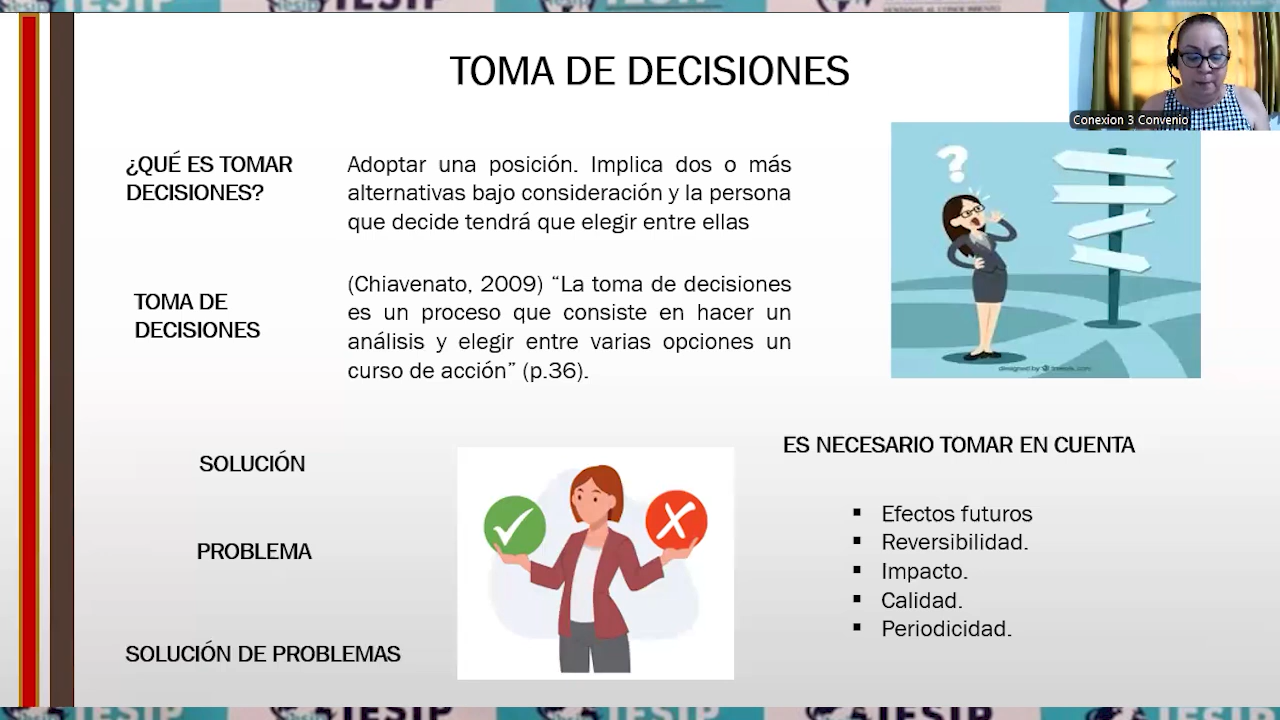 TOMA DE DECISIONES
Conexion 3 Convenio
¿QUÉ ES TOMAR
DECISIONES?
Adoptar una posición. Implica dos o más
alternativas bajo consideración y la persona
que decide tendrá que elegir entre ellas
TOMA DE
DECISIONES
(Chiavenato, 2009) “La toma de decisiones
es un proceso que consiste en hacer un
análisis y elegir entre varias opciones un
curso de acción” (p.36).
?
SOLUCIÓN
PROBLEMA
SOLUCIÓN DE PROBLEMAS
ES NECESARIO TOMAR EN CUENTA
▪ Efectos futuros
▪ Reversibilidad.
▪ Impacto.
▪ Calidad.
▪ Periodicidad.